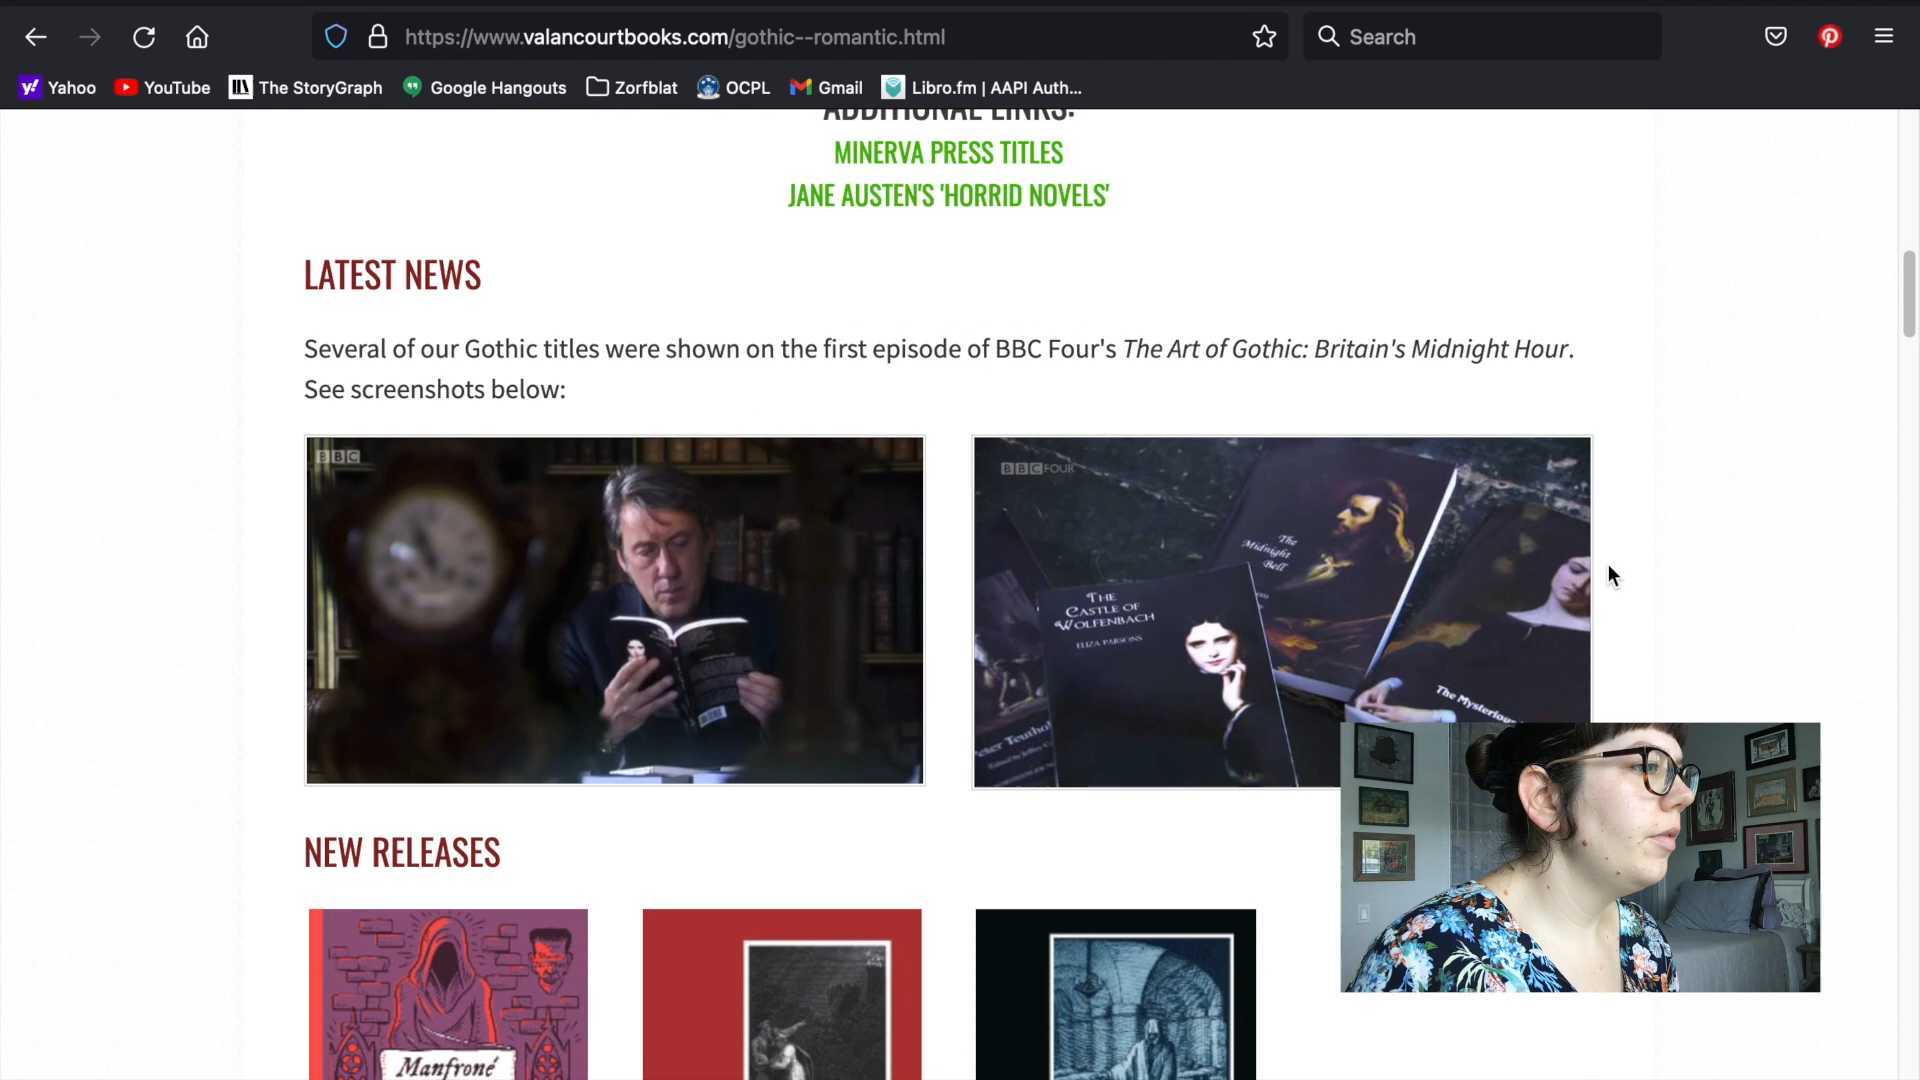 https://www.valancourtbooks.com/gothic--romantic.html
Search
Yahoo
YouTube
The StoryGraph
Google Hangouts
Zorfblat
OCPL
Gmail
Libro.fm | AAPI Auth...
ADDITIONAL LINKS:
MINERVA PRESS TITLES
JANE AUSTEN'S 'HORRID NOVELS'
LATEST NEWS
Several of our Gothic titles were shown on the first episode of BBC Four's The Art of Gothic: Britain's Midnight Hour.
See screenshots below:
BBC
BBC FOUR
The
Midnight
Bell
THE
CASTLE OF
WOLFENBACH
ELIZA PARSONS
The Mysterious
NEW RELEASES
Manfroné